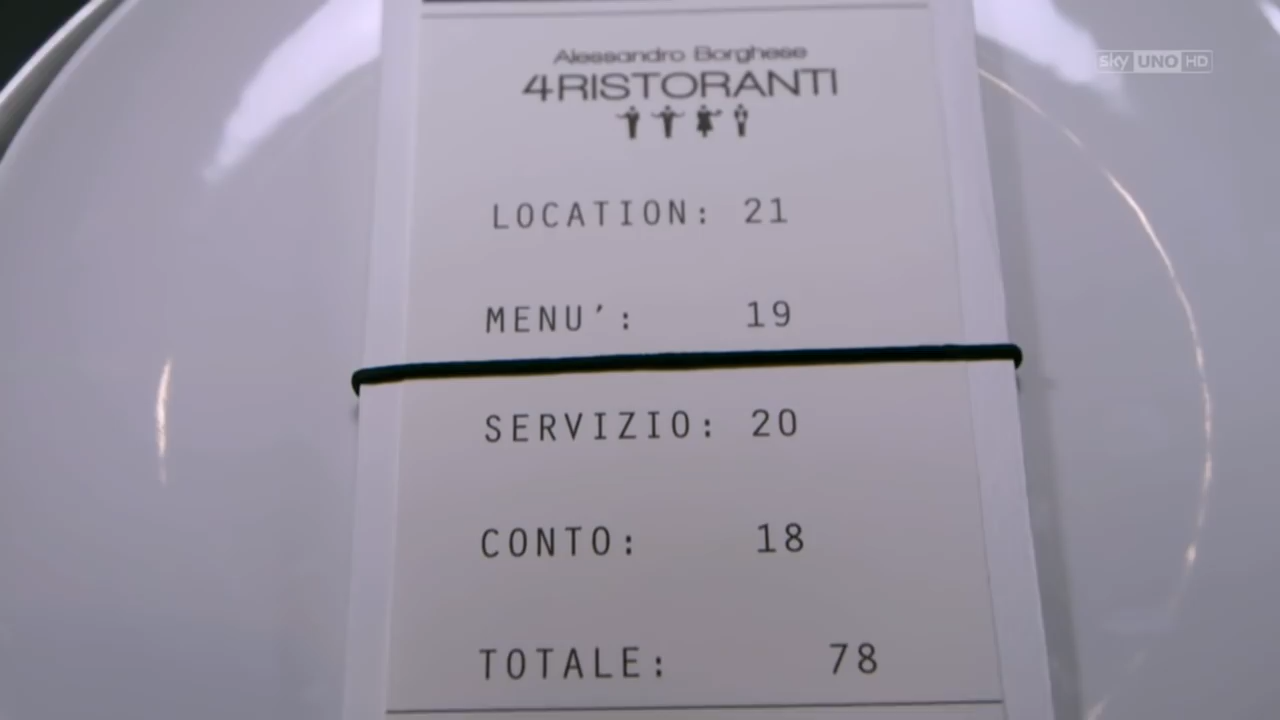 Alessandro Borghese
4RISTORANTI
sky UNO HD
LOCATION: 21
MENU': 19
SERVIZIO: 20
CONTO: 18
TOTALE: 78